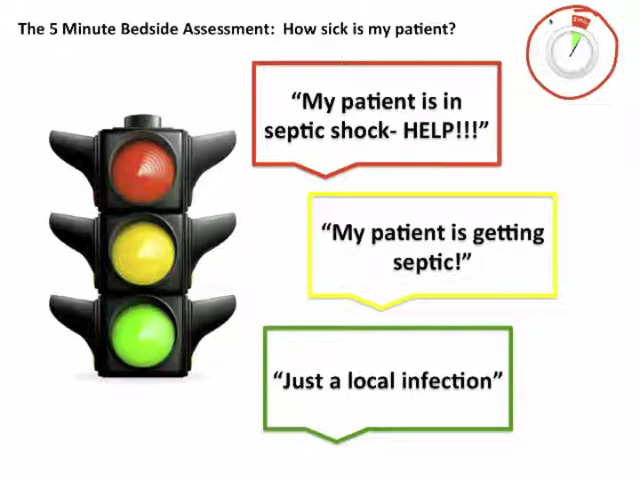 The 5 Minute Bedside Assessment:  How sick is my patient?
“My patient is in
septic shock- HELP!!!”
“My patient is getting
septic!”
“Just a local infection”